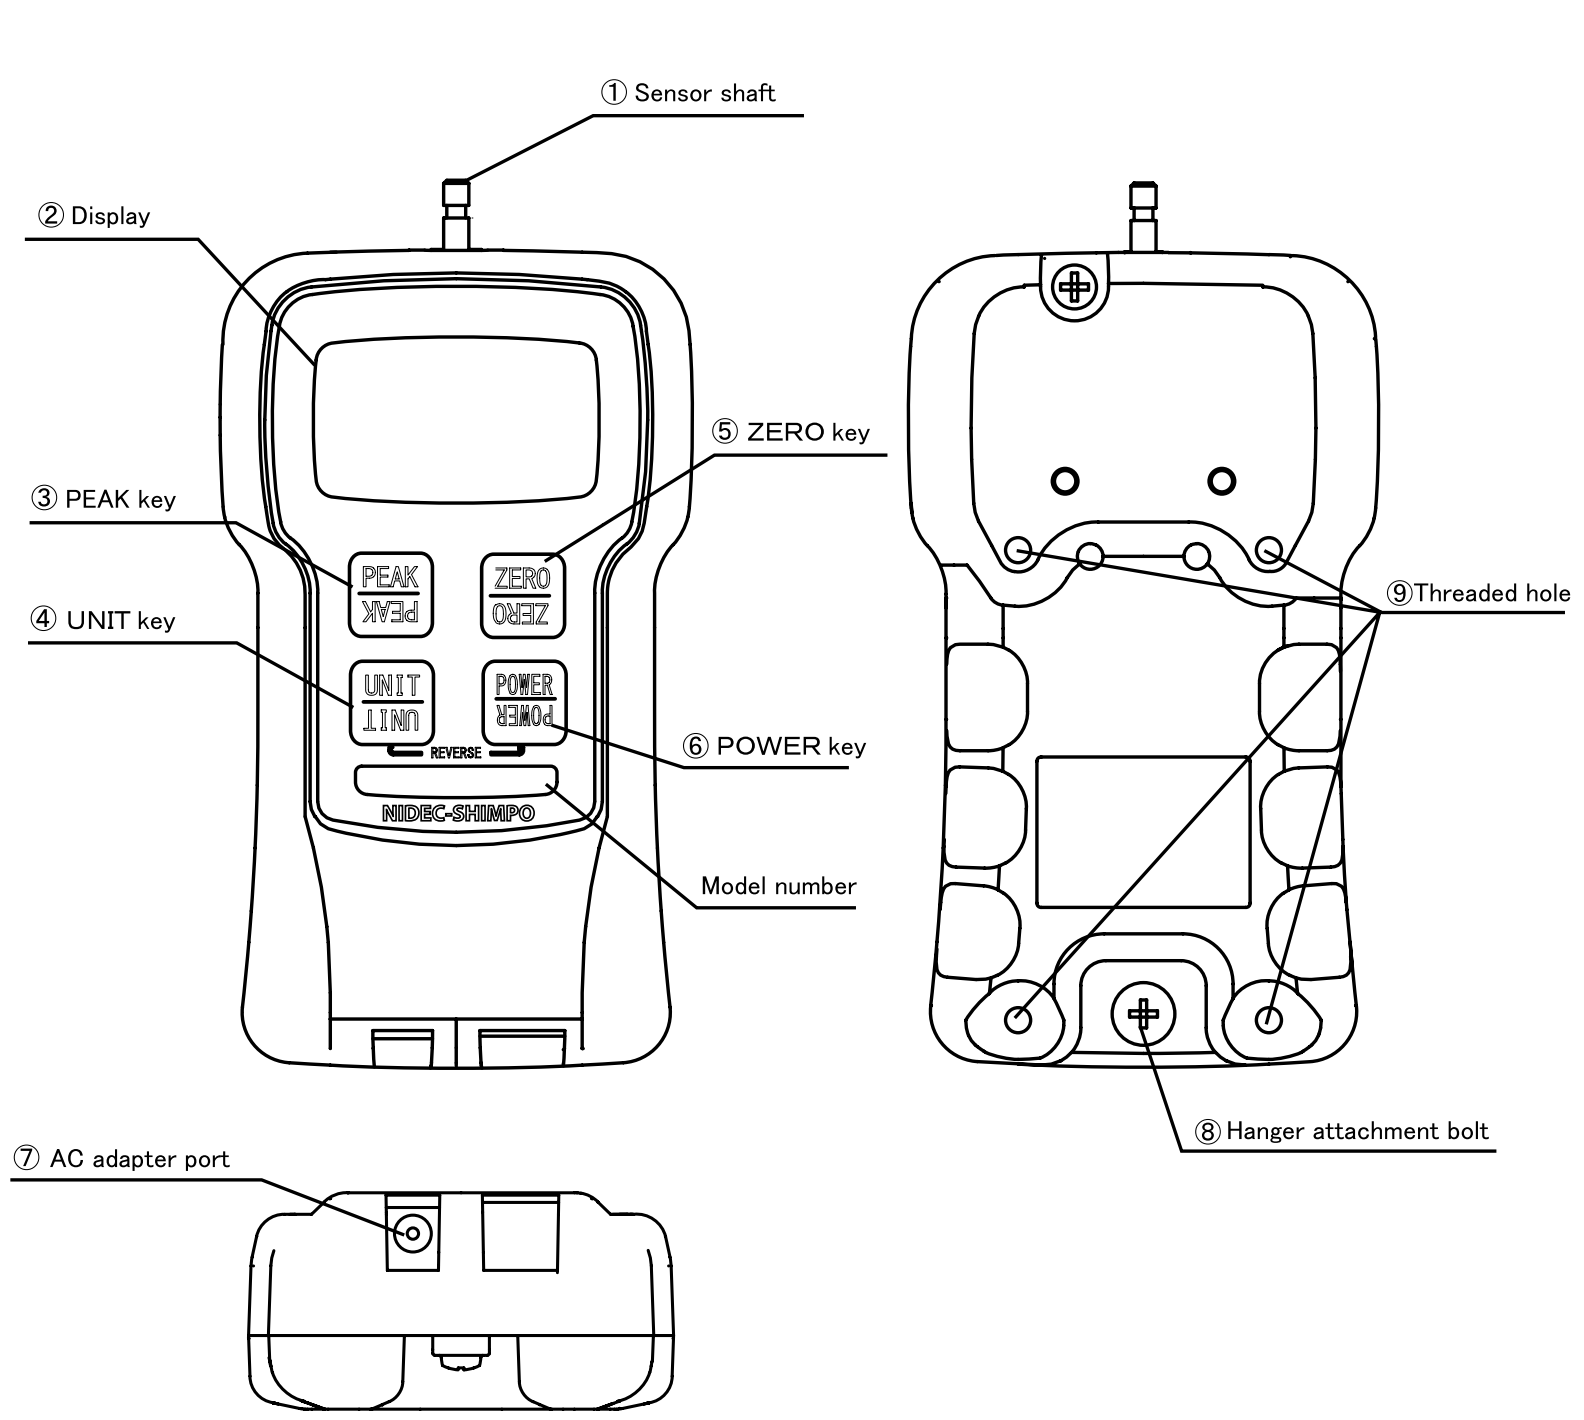 ① Sensor shaft
② Display
⑤ ZERO key
③ PEAK key
PEAK
PEAK
ZERO
ZERO
⑨Threaded hole
④ UNIT key
UNIT
UNIT
POWER
POWER
REVERSE
⑥ POWER key
NIDEC-SHIMPO
Model number
⑧ Hanger attachment bolt
⑦ AC adapter port